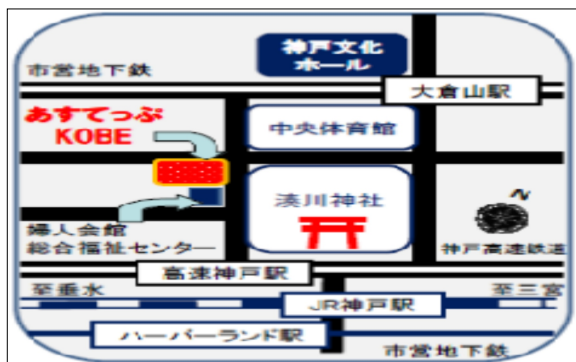 神戸文化
ホール
市営地下鉄
大倉山駅
あすてっぷ
KOBE
中央体育館
湊川神社
N
婦人会館
総合福祉センター
神戸高速鉄道
高速神戸駅
至垂水
至三宮
JR神戸駅
ハーバーランド駅
市営地下鉄